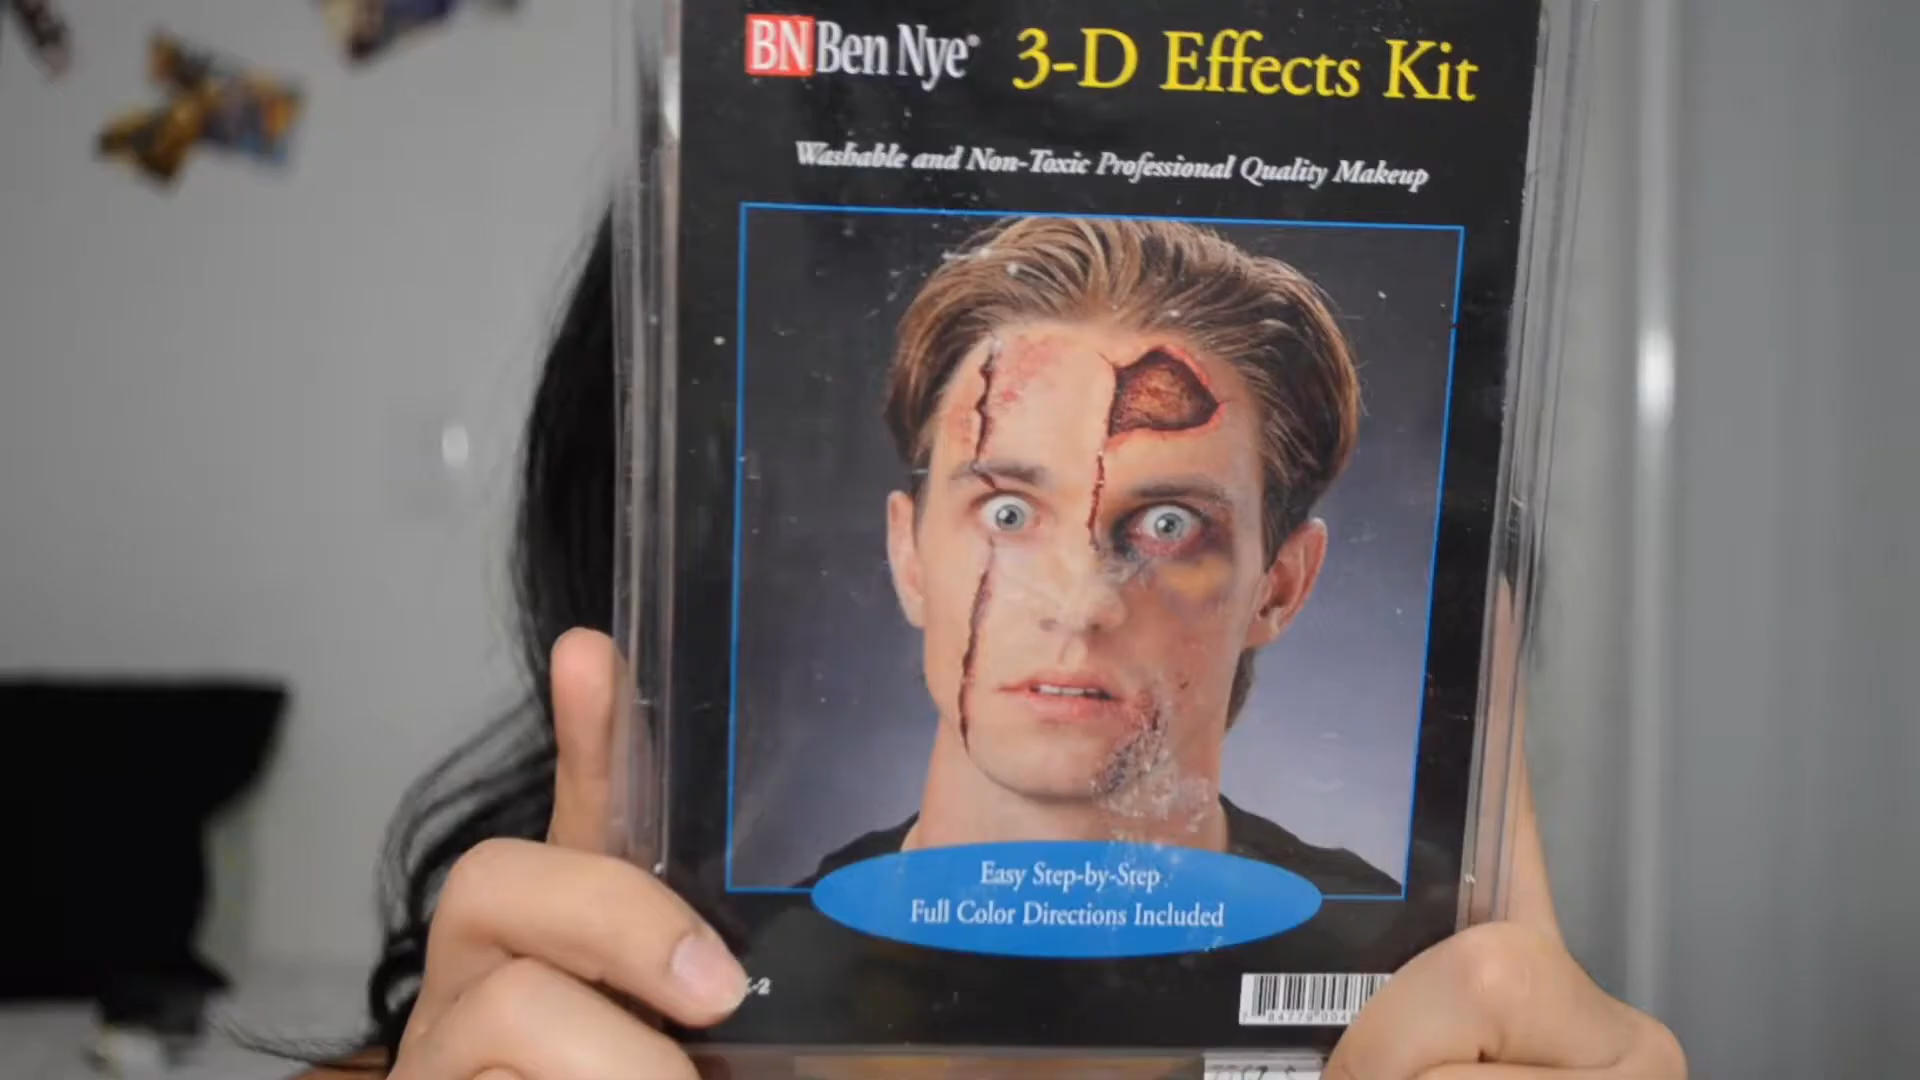 BN Ben Nye® 3-D Effects Kit
Washable and Non-Toxic Professional Quality Makeup
Easy Step-by-Step
Full Color Directions Included